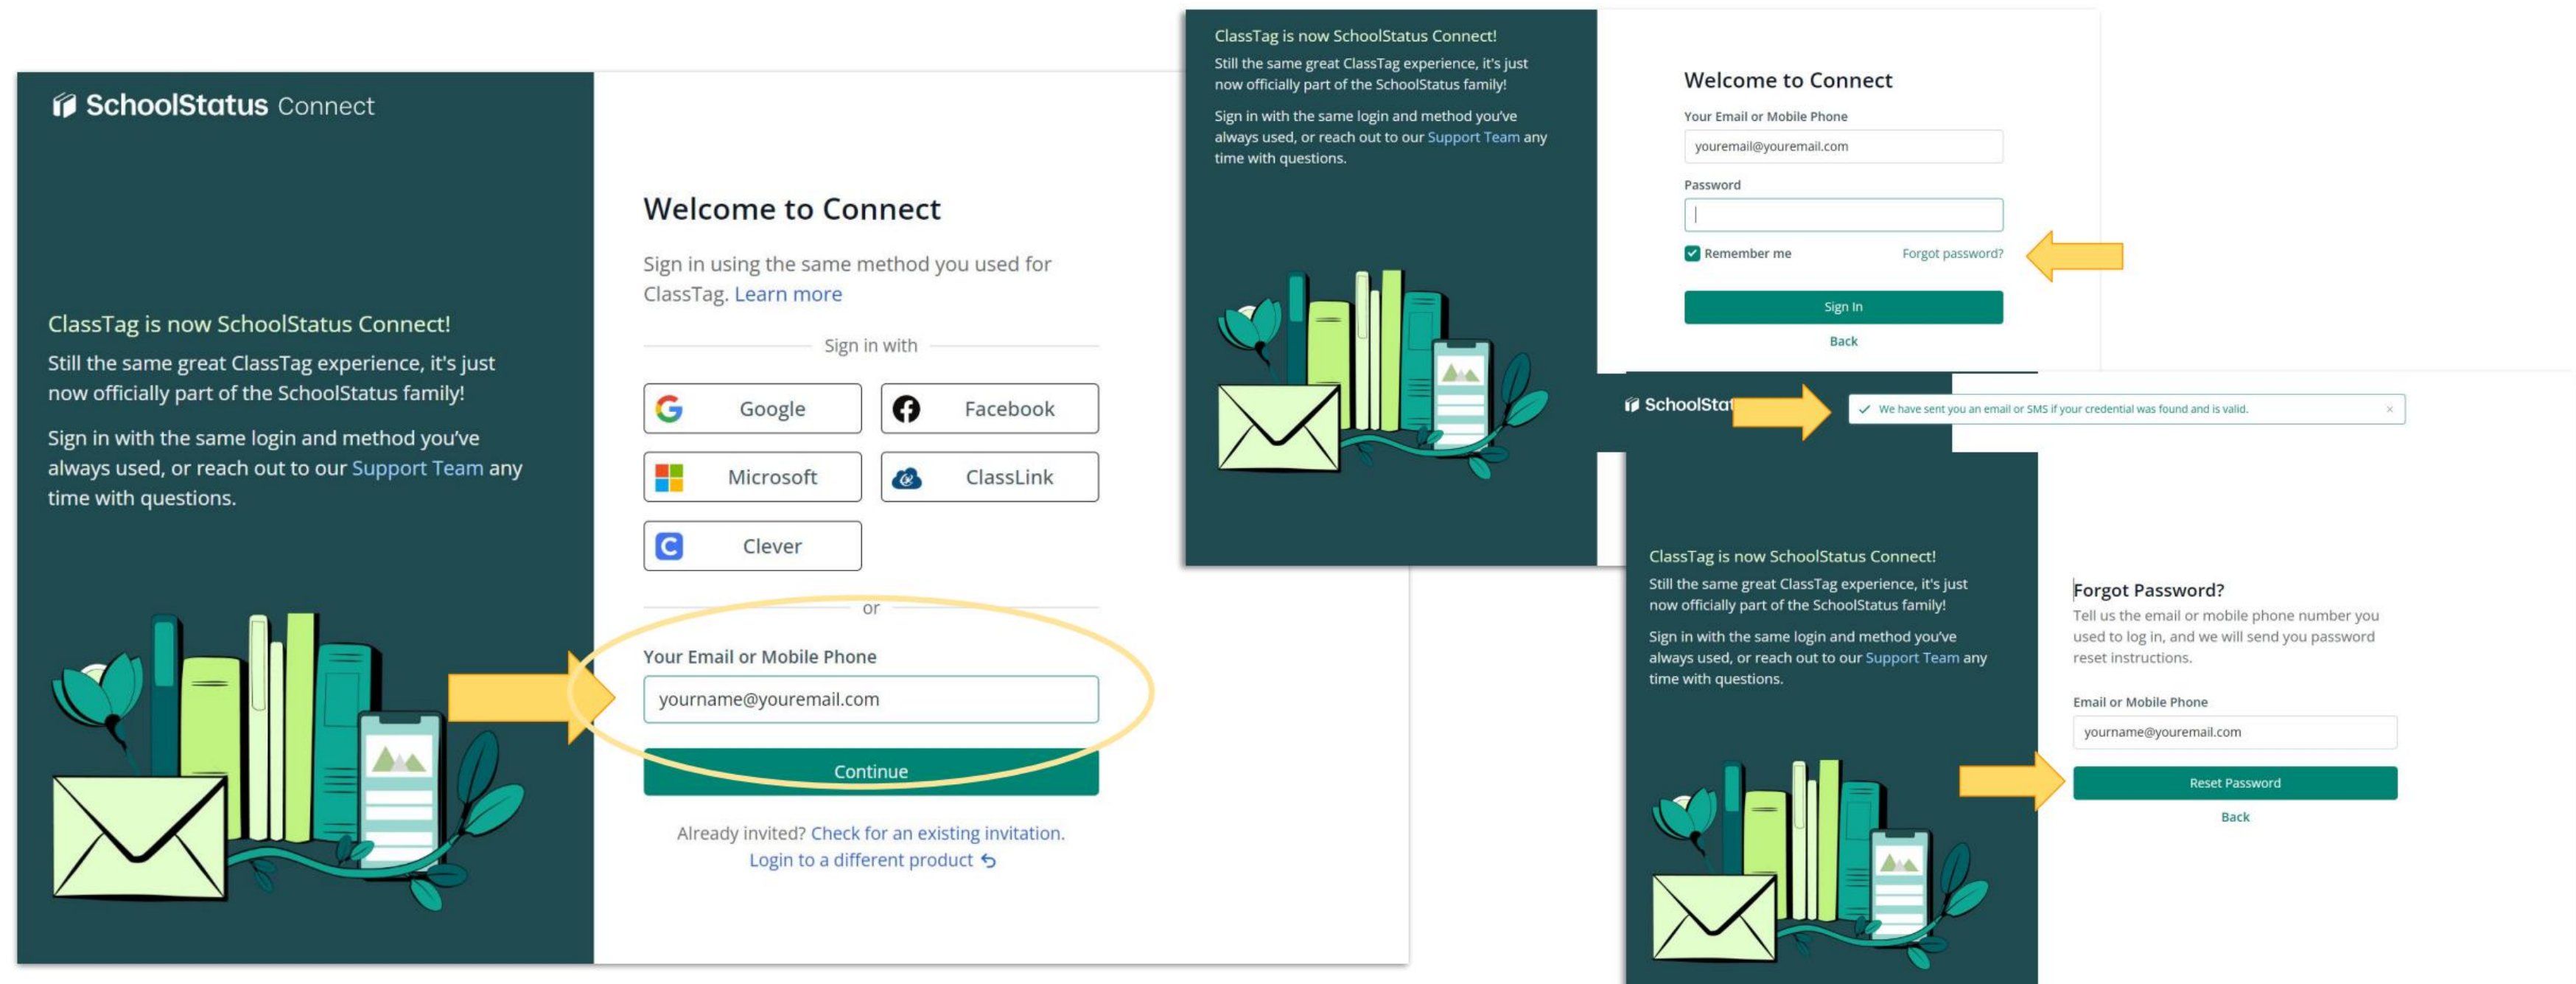 SchoolStatus Connect
ClassTag is now SchoolStatus Connect!
Still the same great ClassTag experience, it's just
now officially part of the SchoolStatus family!
Sign in with the same login and method you've
always used, or reach out to our Support Team any
time with questions.
Welcome to Connect
Sign in using the same method you used for
ClassTag. Learn more
Sign in with
Google
Facebook
Microsoft
ClassLink
Clever
or
Your Email or Mobile Phone
yourname@youremail.com
Continue
Already invited? Check for an existing invitation.
Login to a different product
ClassTag is now SchoolStatus Connect!
Still the same great ClassTag experience, it's just
now officially part of the SchoolStatus family!
Sign in with the same login and method you've
always used, or reach out to our Support Team any
time with questions.
Welcome to Connect
Your Email or Mobile Phone
youremail@youremail.com
Password
Remember me
Forgot password?
Sign In
Back
SchoolStat
We have sent you an email or SMS if your credential was found and is valid.
ClassTag is now SchoolStatus Connect!
Still the same great ClassTag experience, it's just
now officially part of the SchoolStatus family!
Sign in with the same login and method you've
always used, or reach out to our Support Team any
time with questions.
Forgot Password?
Tell us the email or mobile phone number you
used to log in, and we will send you password
reset instructions.
Email or Mobile Phone
yourname@youremail.com
Reset Password
Back